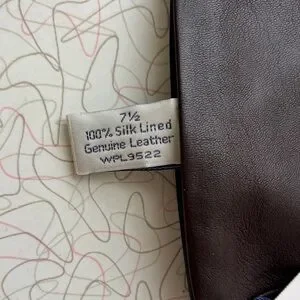 7½
100% Silk Lined
Genuine Leather
WPL9522